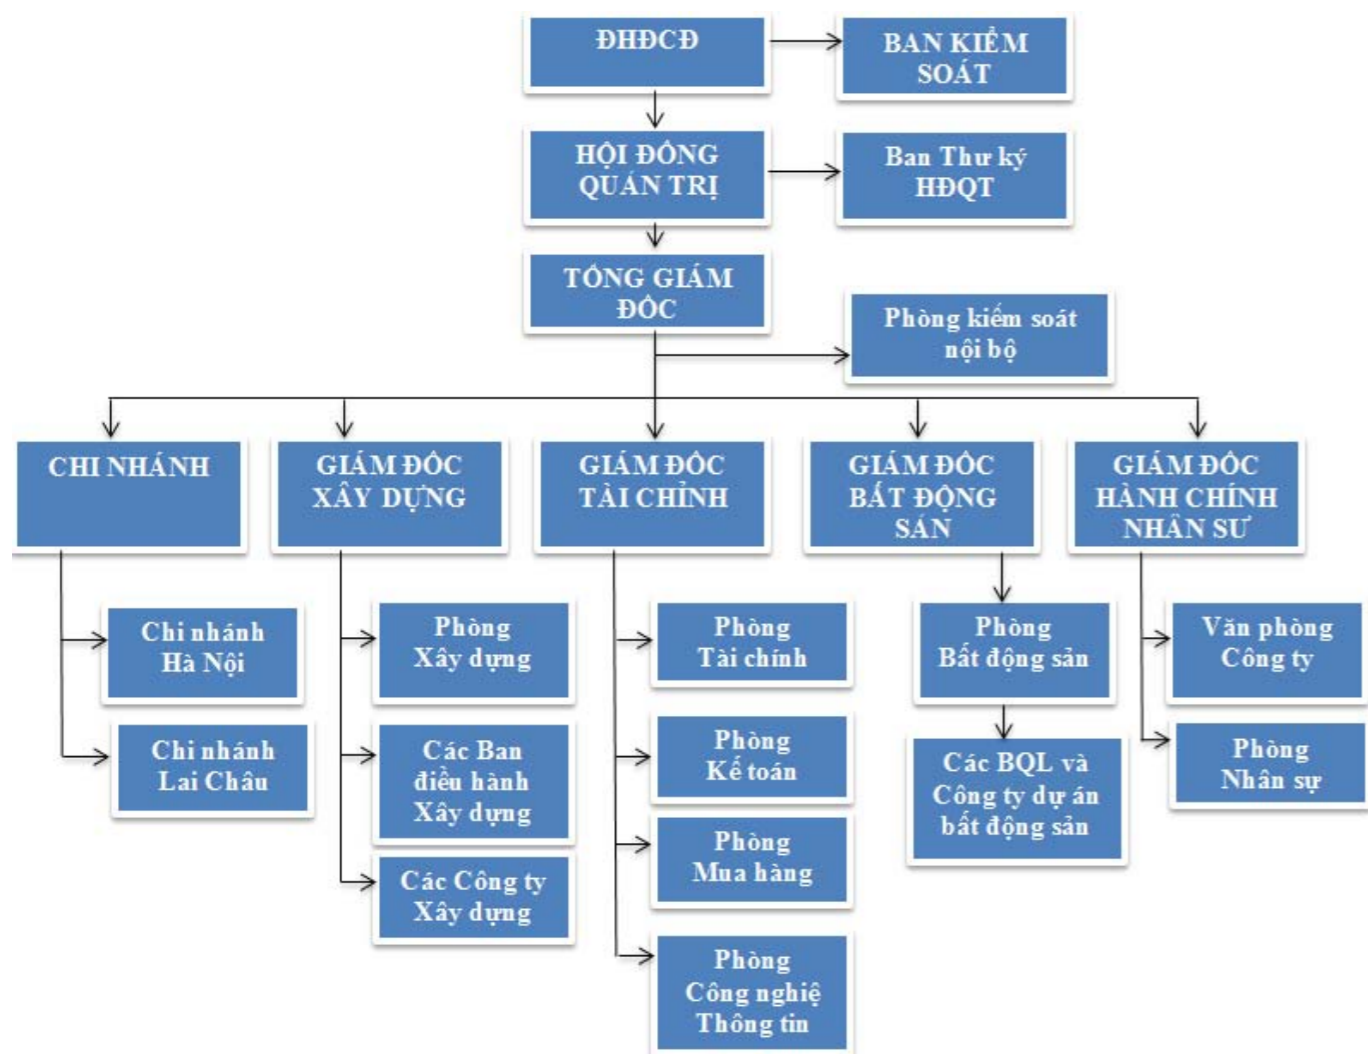 ĐHĐCĐ
BAN KIỂM
SOÁT
HỘI ĐỒNG
QUẢN TRỊ
Ban Thư ký
HĐQT
TỔNG GIÁM
ĐỐC
Phòng kiểm soát
nội bộ
CHI NHÁNH
GIÁM ĐỐC
XÂY DỰNG
GIÁM ĐỐC
TÀI CHỈNH
GIÁM ĐỐC
BẤT ĐỘNG
SẢN
GIÁM ĐỐC
HÀNH CHÍNH
NHÂN SƯ
Chi nhánh
Hà Nội
Chi nhánh
Lai Châu
Phòng
Xây dựng
Các Ban
điều hành
Xây dựng
Các Công ty
Xây dựng
Phòng
Tài chính
Phòng
Kế toán
Phòng
Mua hàng
Phòng
Công nghiệ
Thông tin
Phòng
Bất động sản
Các BQL và
Công ty dự án
bất động sản
Văn phòng
Công ty
Phòng
Nhân sự